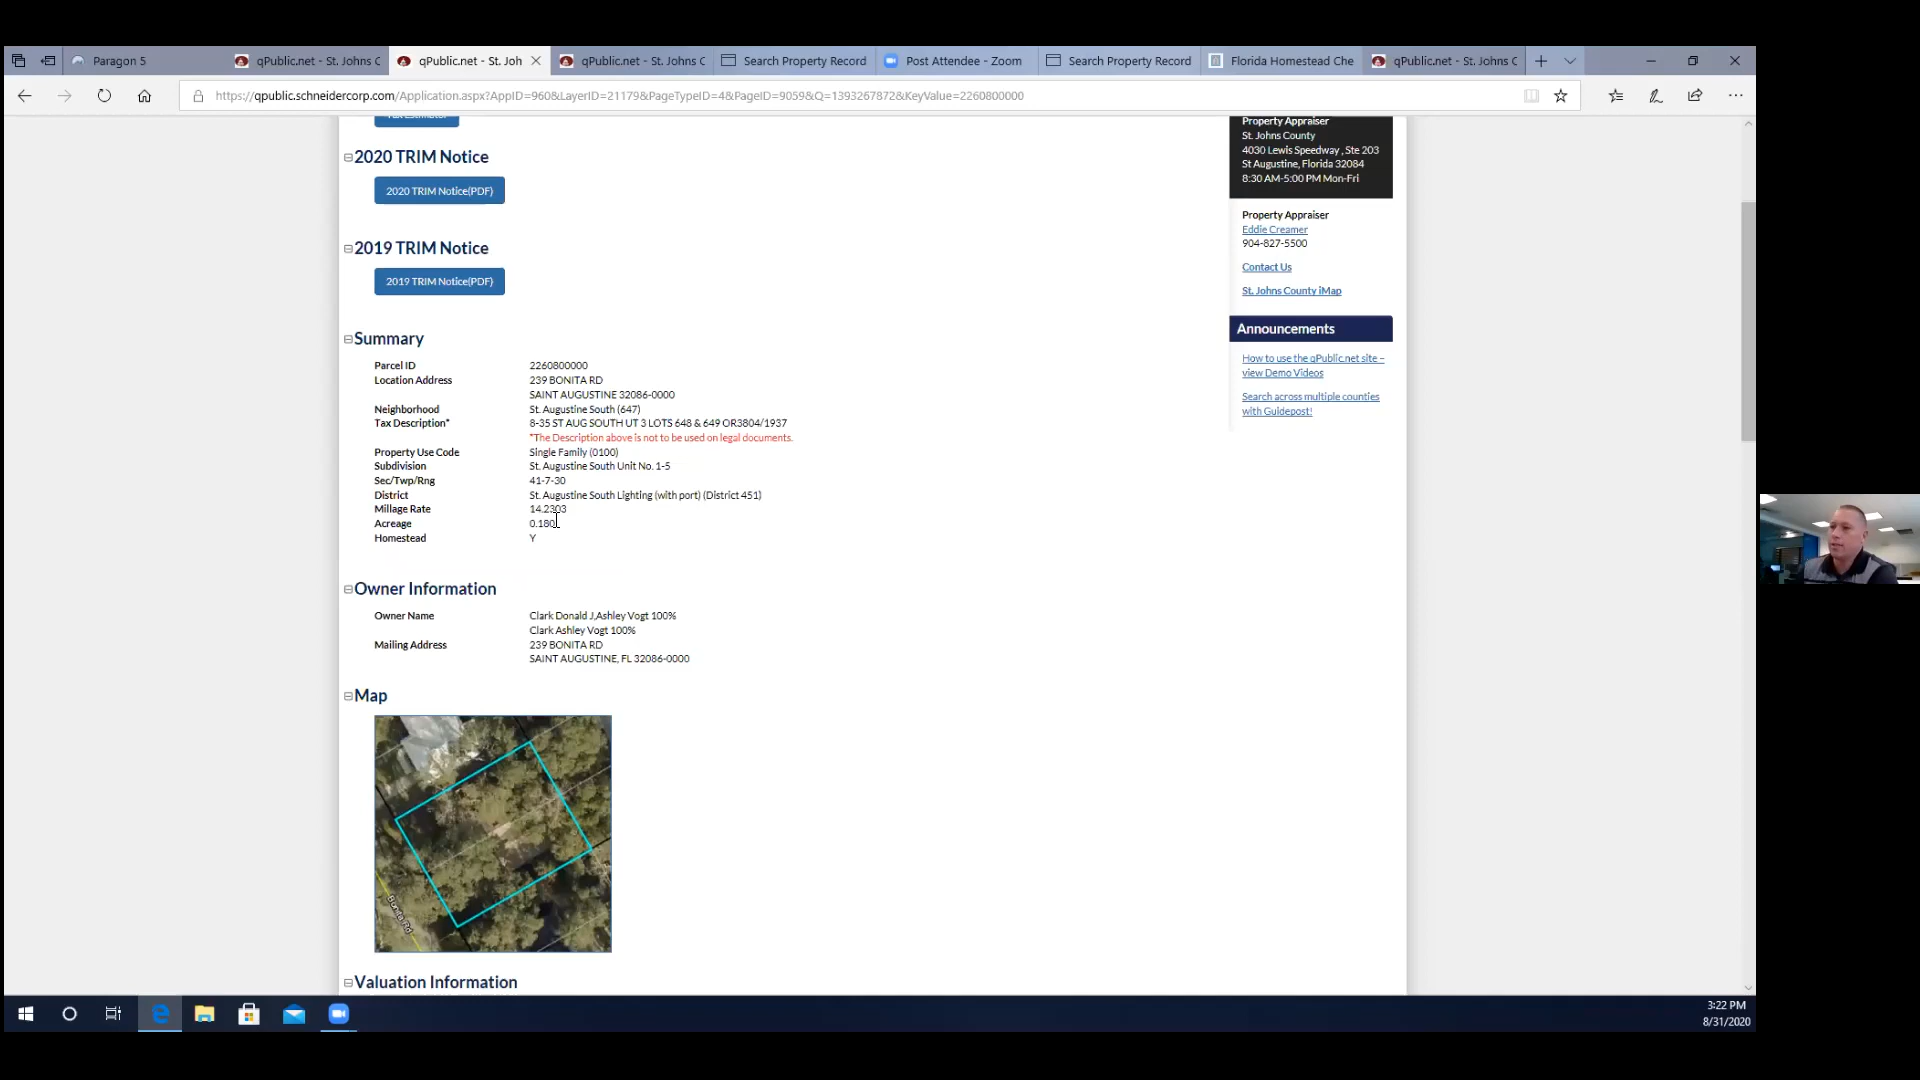 Paragon 5
qPublic.net - St. Johns C
qPublic.net - St. Joh
qPublic.net - St. Johns C
Search Property Record
Post Attendee - Zoom
Search Property Record
Florida Homestead Che
qPublic.net - St. Johns C
https://qpublic.schneidercorp.com/Application.aspx?AppID=960&LayerID=21179&PageTypeID=4&PageID=9059&Q=1393267872&KeyValue=2260800000
Tax Estimator
2020 TRIM Notice
2020 TRIM Notice(PDF)
2019 TRIM Notice
2019 TRIM Notice(PDF)
Summary
Parcel ID 2260800000
Location Address 239 BONITA RD
SAINT AUGUSTINE 32086-0000
Neighborhood St. Augustine South (647)
Tax Description* 8-35 ST AUG SOUTH UT 3 LOTS 648 & 649 OR3804/1937
*The Description above is not to be used on legal documents.
Property Use Code Single Family (0100)
Subdivision St. Augustine South Unit No. 1-5
Sec/Twp/Rng 41-7-30
District St. Augustine South Lighting (with port) (District 451)
Millage Rate 14.2303
Acreage 0.180
Homestead Y
Owner Information
Owner Name Clark Donald J,Ashley Vogt 100%
Clark Ashley Vogt 100%
Mailing Address 239 BONITA RD
SAINT AUGUSTINE, FL 32086-0000
Map
Bonita Rd
Valuation Information
Property Appraiser
St. Johns County
4030 Lewis Speedway , Ste 203
St Augustine, Florida 32084
8:30 AM-5:00 PM Mon-Fri
Property Appraiser
Eddie Creamer
904-827-5500
Contact Us
St. Johns County iMap
Announcements
How to use the qPublic.net site –
view Demo Videos
Search across multiple counties
with Guidepost!
3:22 PM
8/31/2020